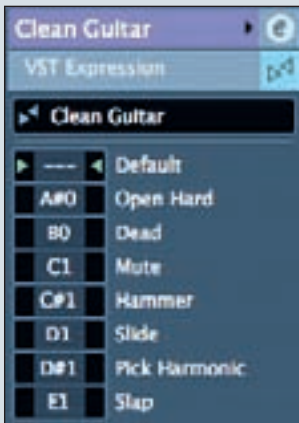 Clean Guitar e
VST Expression
Clean Guitar
--- Default
A#0 Open Hard
B0 Dead
C1 Mute
C#1 Hammer
D1 Slide
D#1 Pick Harmonic
E1 Slap